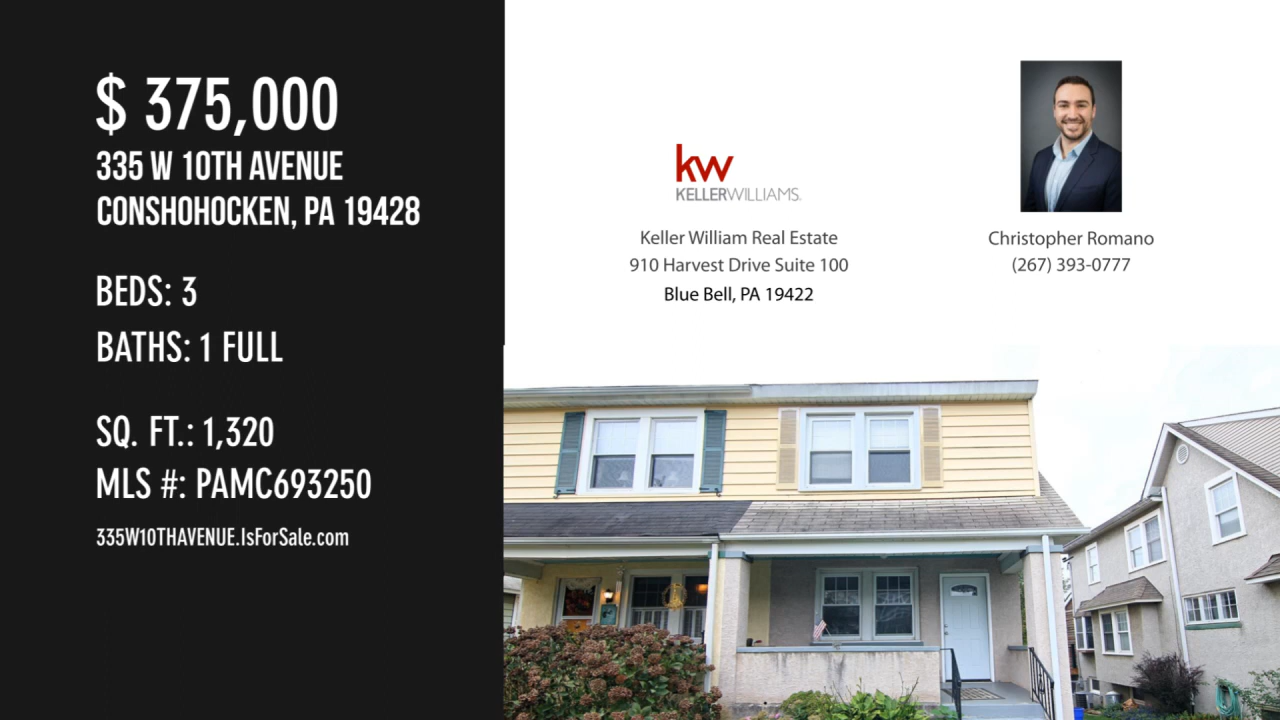 $ 375,000
335 W 10TH AVENUE
CONSHOHOCKEN, PA 19428
BEDS: 3
BATHS: 1 FULL
SQ. FT.: 1,320
MLS #: PAMC693250
335W10THAVENUE.IsForSale.com
kw
KELLERWILLIAMS.
Keller William Real Estate
910 Harvest Drive Suite 100
Blue Bell, PA 19422
Christopher Romano
(267) 393-0777